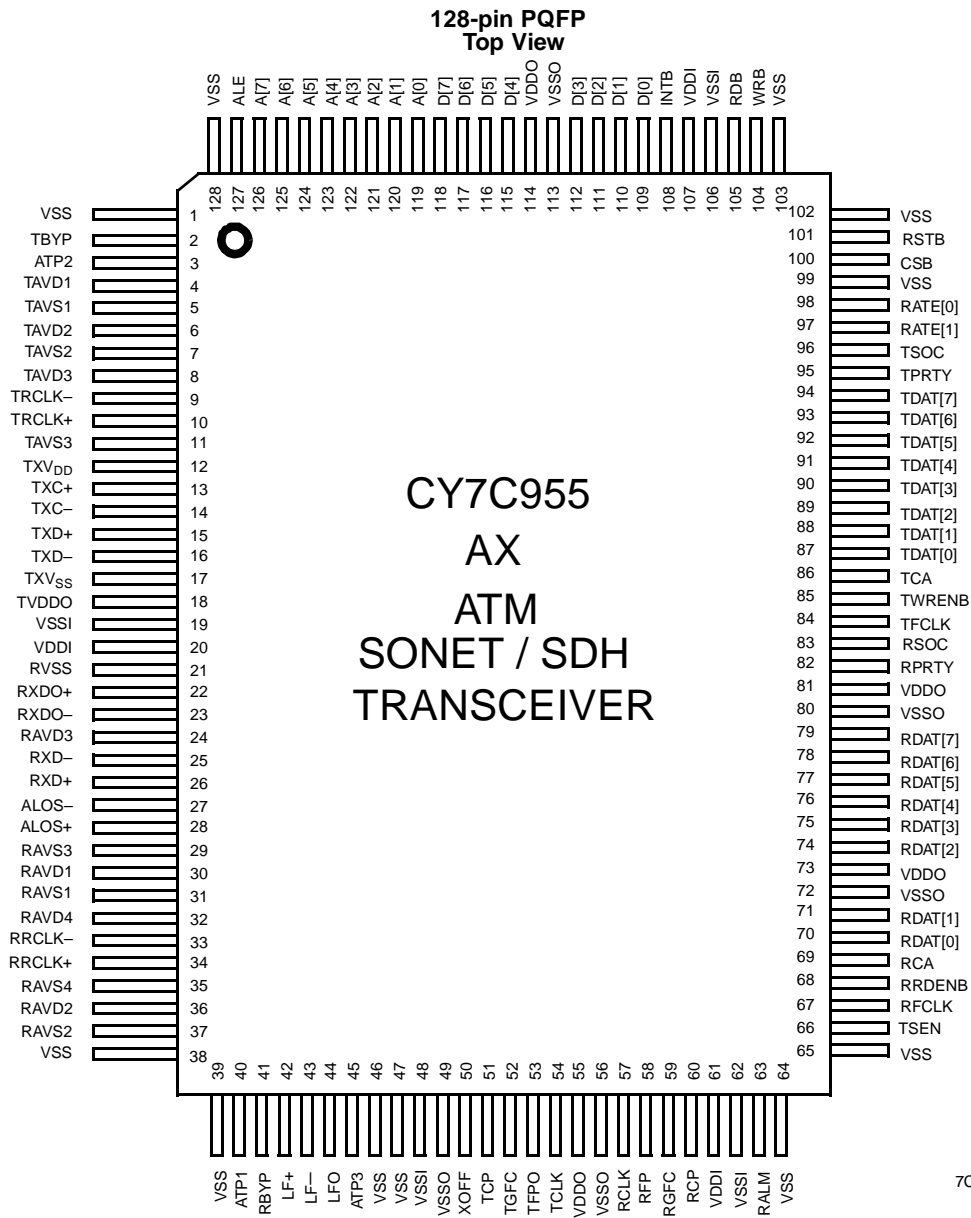 128-pin PQFP
Top View
VSS
ALE
A[7]
A[6]
A[5]
A[4]
A[3]
A[2]
A[1]
A[0]
D[7]
D[6]
D[5]
D[4]
VDDO
VSSO
D[3]
D[2]
D[1]
D[0]
INTB
VDDI
VSSI
RDB
WRB
VSS
128
127
126
125
124
123
122
121
120
119
118
117
116
115
114
113
112
111
110
109
108
107
106
105
104
103
VSS 1
TBYP 2
ATP2 3
TAVD1 4
TAVS1 5
TAVD2 6
TAVS2 7
TAVD3 8
TRCLK– 9
TRCLK+ 10
TAVS3 11
TXVDD 12
TXC+ 13
TXC– 14
TXD+ 15
TXD– 16
TXVSS 17
TVDDO 18
VSSI 19
VDDI 20
RVSS 21
RXDO+ 22
RXDO– 23
RAVD3 24
RXD– 25
RXD+ 26
ALOS– 27
ALOS+ 28
RAVS3 29
RAVD1 30
RAVS1 31
RAVD4 32
RRCLK– 33
RRCLK+ 34
RAVS4 35
RAVD2 36
RAVS2 37
VSS 38
CY7C955
AX
ATM
SONET / SDH
TRANSCEIVER
102 VSS
101 RSTB
100 CSB
99 VSS
98 RATE[0]
97 RATE[1]
96 TSOC
95 TPRTY
94 TDAT[7]
93 TDAT[6]
92 TDAT[5]
91 TDAT[4]
90 TDAT[3]
89 TDAT[2]
88 TDAT[1]
87 TDAT[0]
86 TCA
85 TWRENB
84 TFCLK
83 RSOC
82 RPRTY
81 VDDO
80 VSSO
79 RDAT[7]
78 RDAT[6]
77 RDAT[5]
76 RDAT[4]
75 RDAT[3]
74 RDAT[2]
73 VDDO
72 VSSO
71 RDAT[1]
70 RDAT[0]
69 RCA
68 RRDENB
67 RFCLK
66 TSEN
65 VSS
39
40
41
42
43
44
45
46
47
48
49
50
51
52
53
54
55
56
57
58
59
60
61
62
63
64
VSS
ATP1
RBYP
LF+
LF–
LFO
ATP3
VSS
VSS
VSSI
VSSO
XOFF
TCP
TGFC
TFPO
TCLK
VDDO
VSSO
RCLK
RFP
RGFC
RCP
VDDI
VSSI
RALM
VSS